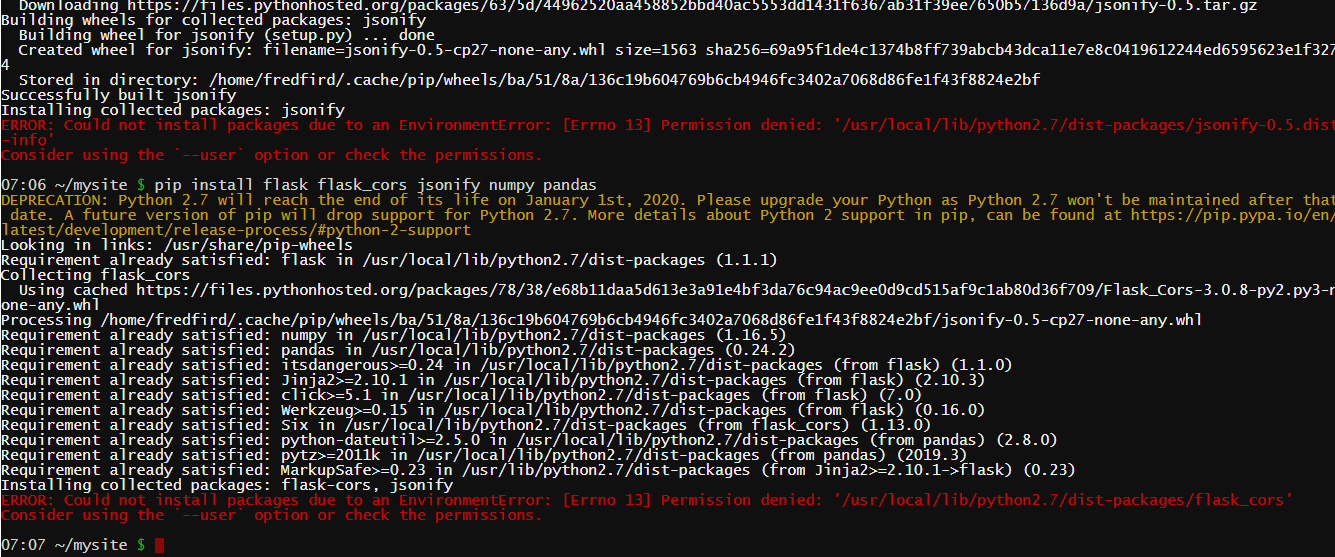 Downloading https://files.pythonhosted.org/packages/63/5d/44962520aa458852bbd40ac5553dd1431f6367ab31f39ee7650b57136d9a/jsonify-0.5.tar.gz
Building wheels for collected packages: jsonify
  Building wheel for jsonify (setup.py) ... done
  Created wheel for jsonify: filename=jsonify-0.5-cp27-none-any.whl size=1563 sha256=69a95f1de4c1374b8ff739abcb43dca11e7e8c0419612244ed6595623e1f327
4
  Stored in directory: /home/fredfird/.cache/pip/wheels/ba/51/8a/136c19b604769b6cb4946fc3402a7068d86fe1f43f8824e2bf
Successfully built jsonify
Installing collected packages: jsonify
ERROR: Could not install packages due to an EnvironmentError: [Errno 13] Permission denied: '/usr/local/lib/python2.7/dist-packages/jsonify-0.5.dist
-info'
Consider using the `--user` option or check the permissions.
07:06 ~/mysite $ pip install flask flask_cors jsonify numpy pandas
DEPRECATION: Python 2.7 will reach the end of its life on January 1st, 2020. Please upgrade your Python as Python 2.7 won't be maintained after that
 date. A future version of pip will drop support for Python 2.7. More details about Python 2 support in pip, can be found at https://pip.pypa.io/en/
latest/development/release-process/#python-2-support
Looking in links: /usr/share/pip-wheels
Requirement already satisfied: flask in /usr/local/lib/python2.7/dist-packages (1.1.1)
Collecting flask_cors
  Using cached https://files.pythonhosted.org/packages/78/38/e68b11daa5d613e3a91e4bf3da76c94ac9ee0d9cd515af9c1ab80d36f709/Flask_Cors-3.0.8-py2.py3-n
one-any.whl
Processing /home/fredfird/.cache/pip/wheels/ba/51/8a/136c19b604769b6cb4946fc3402a7068d86fe1f43f8824e2bf/jsonify-0.5-cp27-none-any.whl
Requirement already satisfied: numpy in /usr/local/lib/python2.7/dist-packages (1.16.5)
Requirement already satisfied: pandas in /usr/local/lib/python2.7/dist-packages (0.24.2)
Requirement already satisfied: itsdangerous>=0.24 in /usr/local/lib/python2.7/dist-packages (from flask) (1.1.0)
Requirement already satisfied: Jinja2>=2.10.1 in /usr/local/lib/python2.7/dist-packages (from flask) (2.10.3)
Requirement already satisfied: click>=5.1 in /usr/local/lib/python2.7/dist-packages (from flask) (7.0)
Requirement already satisfied: Werkzeug>=0.15 in /usr/local/lib/python2.7/dist-packages (from flask) (0.16.0)
Requirement already satisfied: Six in /usr/local/lib/python2.7/dist-packages (from flask_cors) (1.13.0)
Requirement already satisfied: python-dateutil>=2.5.0 in /usr/local/lib/python2.7/dist-packages (from pandas) (2.8.0)
Requirement already satisfied: pytz>=2011k in /usr/local/lib/python2.7/dist-packages (from pandas) (2019.3)
Requirement already satisfied: MarkupSafe>=0.23 in /usr/local/lib/python2.7/dist-packages (from Jinja2>=2.10.1->flask) (0.23)
Installing collected packages: flask-cors, jsonify
ERROR: Could not install packages due to an EnvironmentError: [Errno 13] Permission denied: '/usr/local/lib/python2.7/dist-packages/flask_cors'
Consider using the `--user` option or check the permissions.
07:07 ~/mysite $